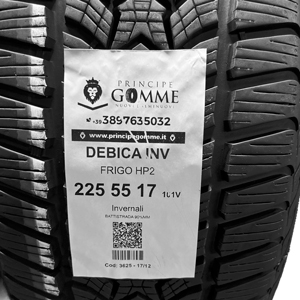 PRINCIPE
GOMME
+39 3897635032
www.principegomme.it
DEBICA INV
FRIGO HP2
225 55 17 101V
Invernali
Cod: 3625 - 17/12